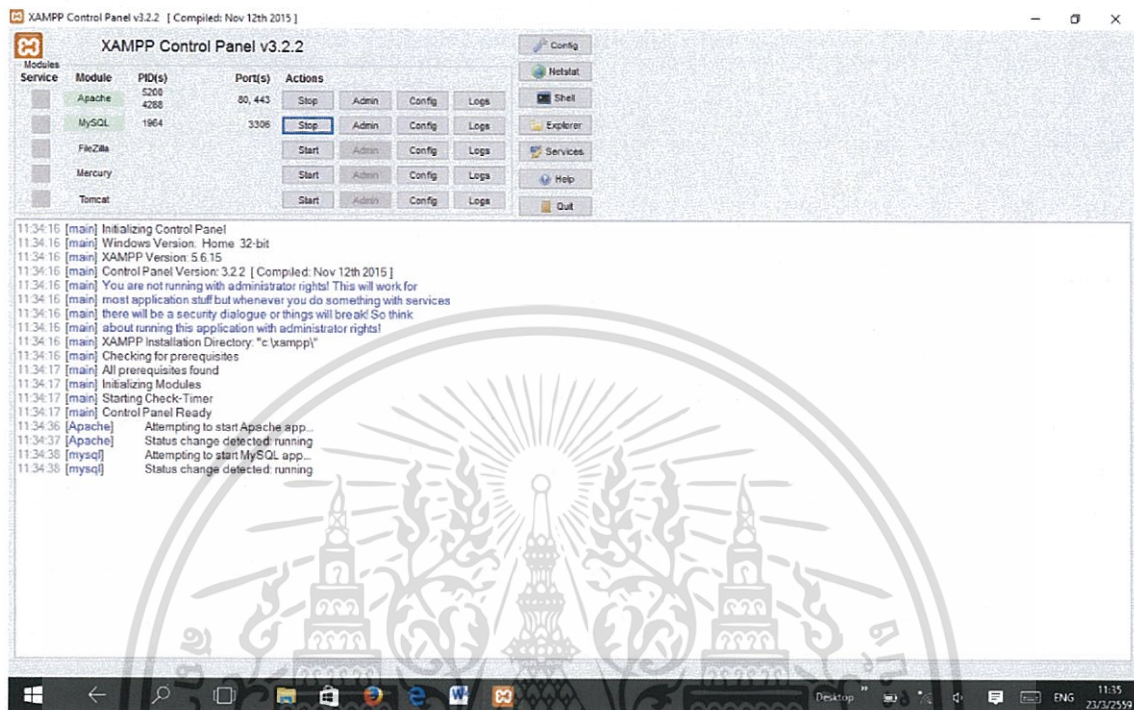 XAMPP Control Panel v3.2.2 [ Compiled: Nov 12th 2015 ]
XAMPP Control Panel v3.2.2
Config
Modules
Service Module PID(s) Port(s) Actions
Netstat
Apache 5200 4288 80, 443 Stop Admin Config Logs
Shell
MySQL 1964 3306 Stop Admin Config Logs
Explorer
FileZilla Start Admin Config Logs
Services
Mercury Start Admin Config Logs
Help
Tomcat Start Admin Config Logs
Quit
11:34:16 [main] Initializing Control Panel
11:34:16 [main] Windows Version: Home 32-bit
11:34:16 [main] XAMPP Version: 5.6.15
11:34:16 [main] Control Panel Version: 3.2.2 [ Compiled: Nov 12th 2015 ]
11:34:16 [main] You are not running with administrator rights! This will work for
11:34:16 [main] most application stuff but whenever you do something with services
11:34:16 [main] there will be a security dialogue or things will break! So think
11:34:16 [main] about running this application with administrator rights!
11:34:16 [main] XAMPP Installation Directory: "c:\xampp\"
11:34:16 [main] Checking for prerequisites
11:34:17 [main] All prerequisites found
11:34:17 [main] Initializing Modules
11:34:17 [main] Starting Check-Timer
11:34:17 [main] Control Panel Ready
11:34:36 [Apache] Attempting to start Apache app...
11:34:37 [Apache] Status change detected: running
11:34:38 [mysql] Attempting to start MySQL app...
11:34:38 [mysql] Status change detected: running
Desktop
ENG
11:35
23/3/2559